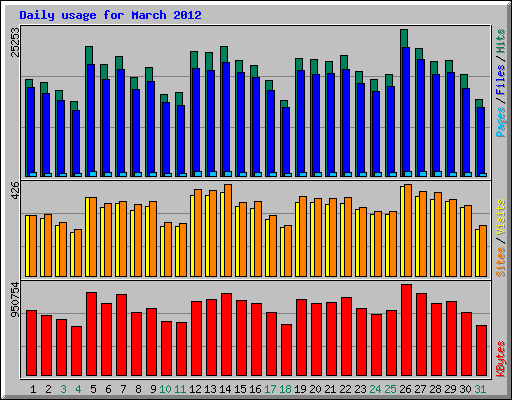 Daily usage for March 2012
25253
Pages / Files / Hits
426
Sites / Visits
950754
KBytes
1 2 3 4 5 6 7 8 9 10 11 12 13 14 15 16 17 18 19 20 21 22 23 24 25 26 27 28 29 30 31